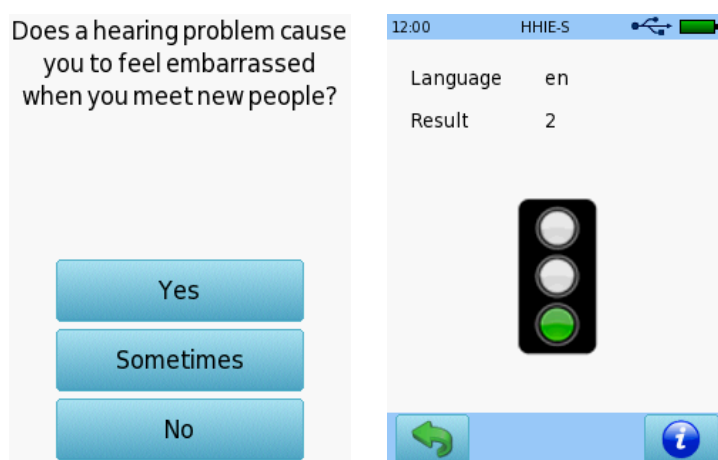 Does a hearing problem cause
you to feel embarrassed
when you meet new people?
Yes
Sometimes
No
12:00 HHIE-S
Language en
Result 2
i